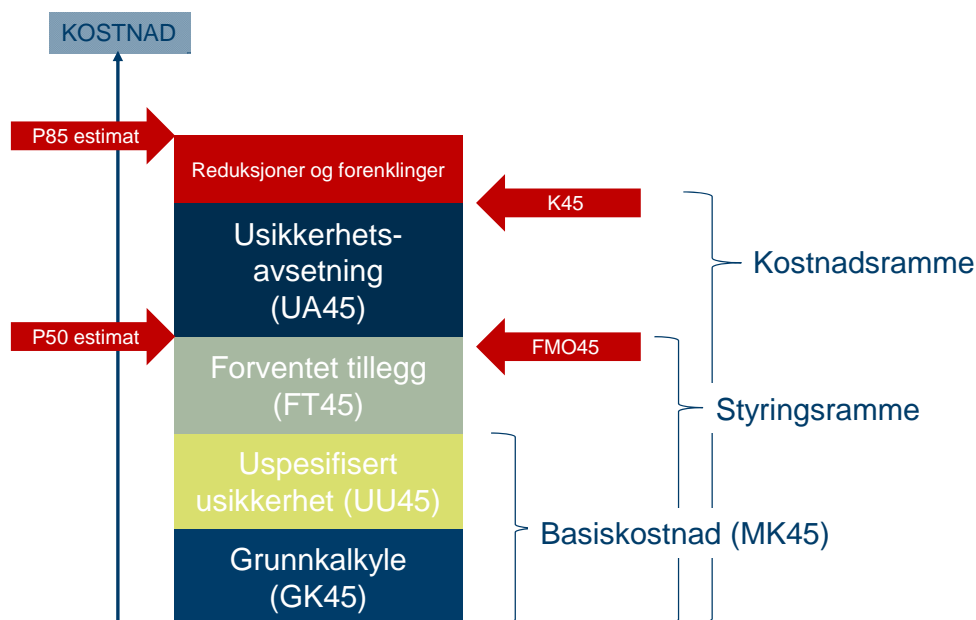 KOSTNAD
P85 estimat
Reduksjoner og forenklinger
K45
Usikkerhets-
avsetning
(UA45)
Kostnadsramme
P50 estimat
FMO45
Forventet tillegg
(FT45)
Styringsramme
Uspesifisert
usikkerhet (UU45)
Basiskostnad (MK45)
Grunnkalkyle
(GK45)